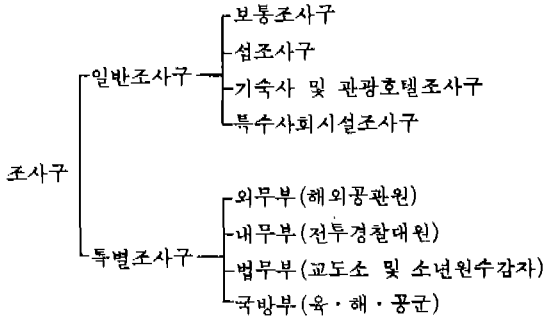 보통조사구
섬조사구
일반조사구
기숙사 및 관광호텔조사구
특수사회시설조사구
조사구
외무부(해외공관원)
내무부(전투경찰대원)
특별조사구
법무부(교도소 및 소년원수감자)
국방부(육·해·공군)